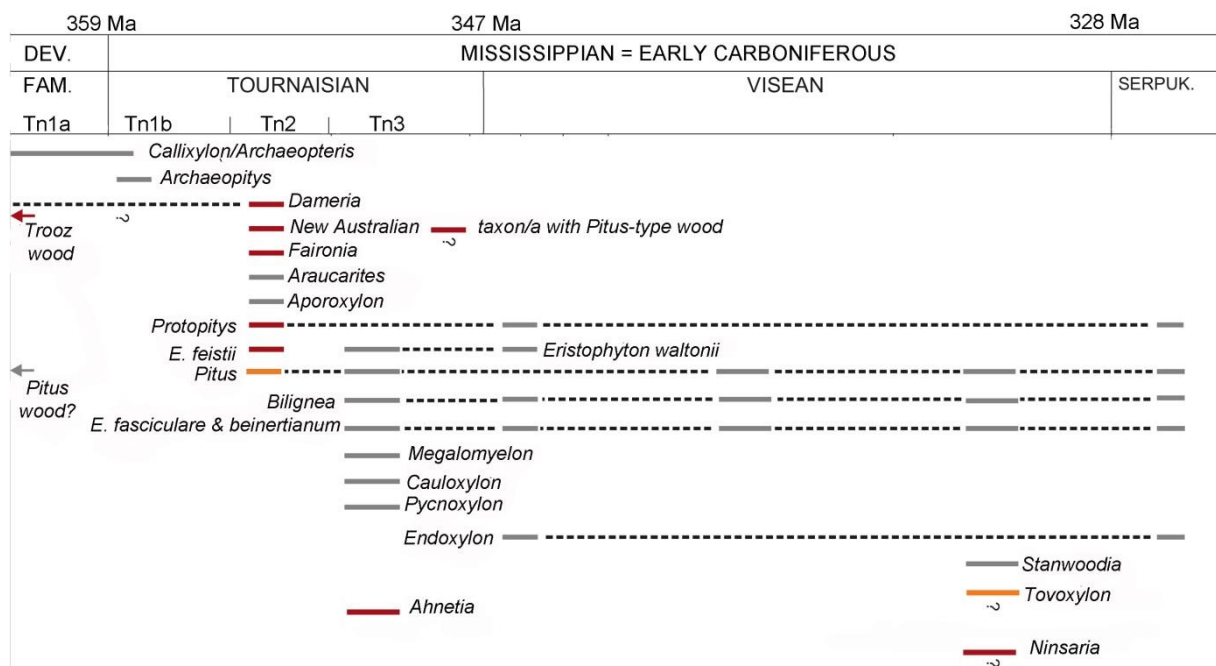 359 Ma 347 Ma 328 Ma
DEV. MISSISSIPPIAN = EARLY CARBONIFEROUS
FAM. TOURNAISIAN VISEAN SERPUK.
Tn1a Tn1b Tn2 Tn3
Callixylon/Archaeopteris
Archaeopitys
Dameria
?
Trooz
wood
New Australian ? taxon/a with Pitus-type wood
Faironia
Araucarites
Aporoxylon
Protopitys
E. feistii Eristophyton waltonii
Pitus
Pitus
wood?
Bilignea
E. fasciculare & beinertianum
Megalomyelon
Cauloxylon
Pycnoxylon
Endoxylon
Stanwoodia
Tovoxylon
?
Ahnetia
Ninsaria
?